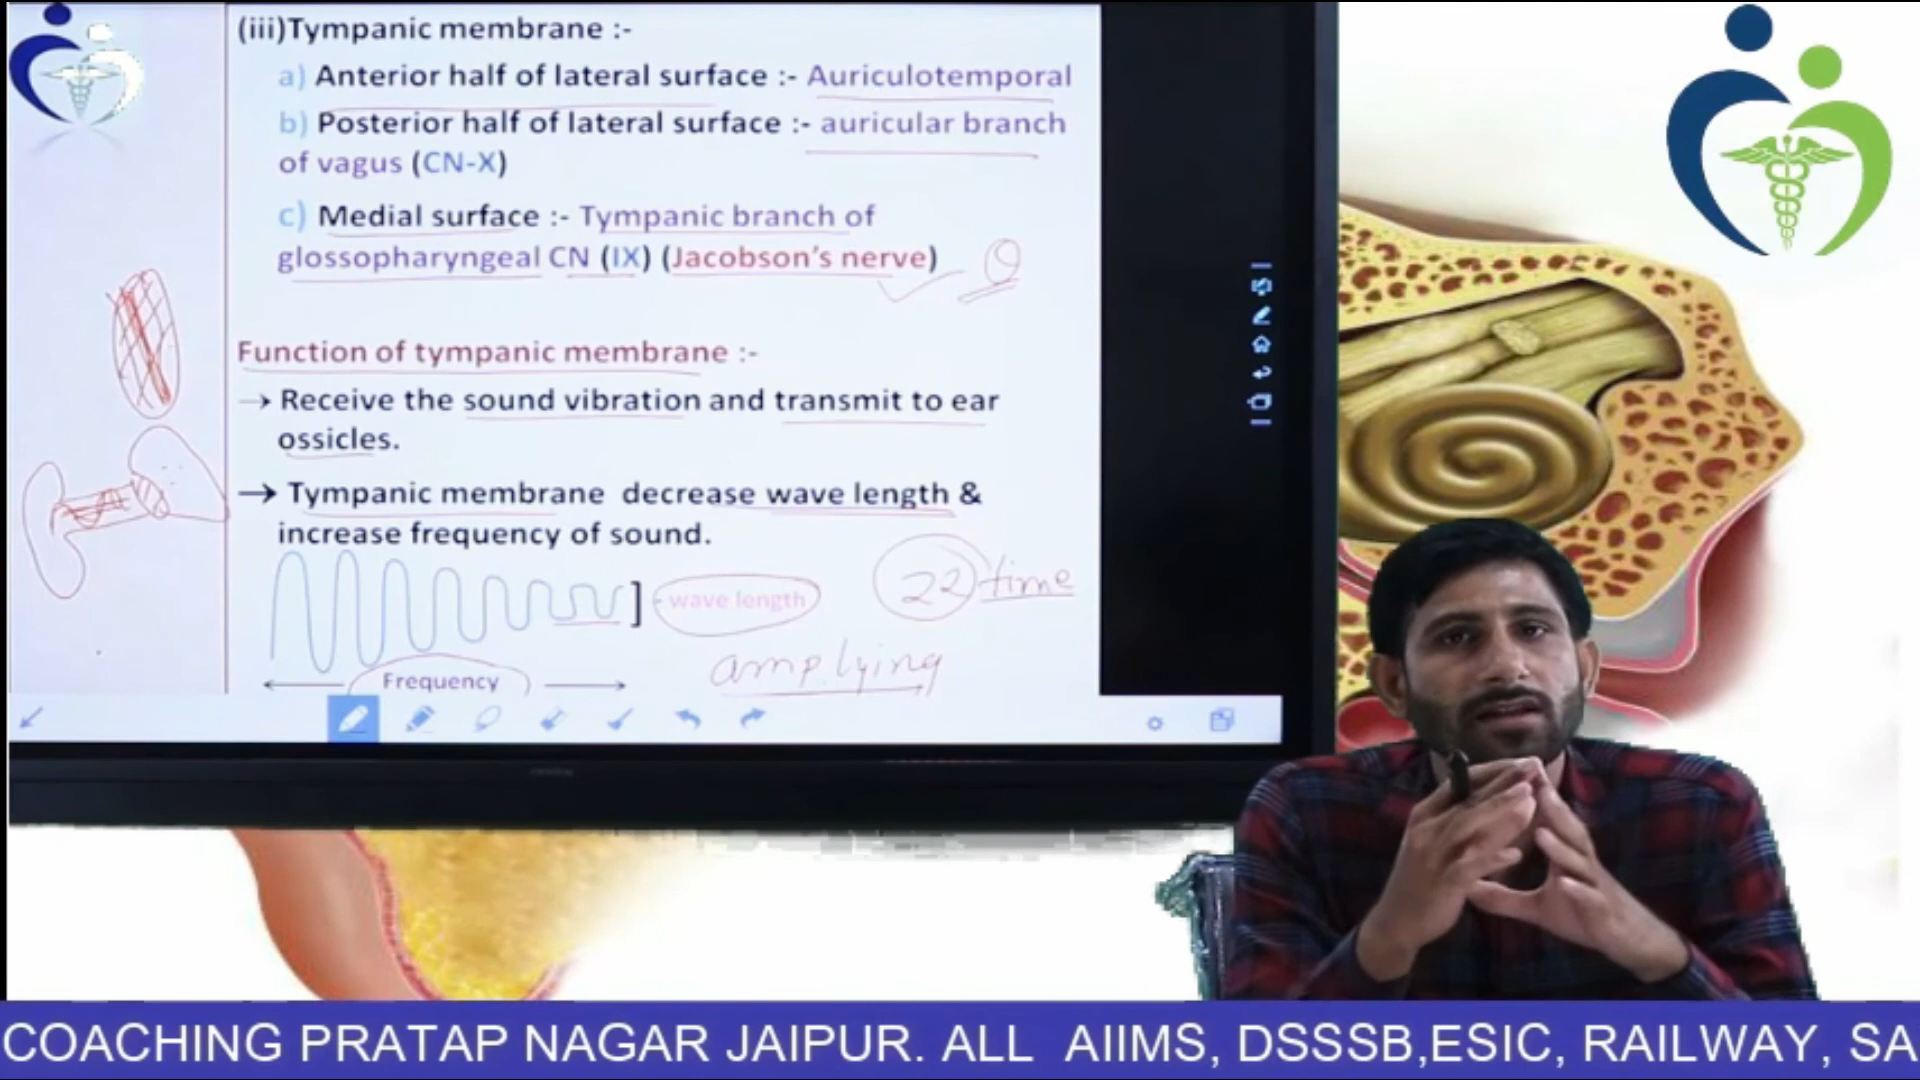 (iii)Tympanic membrane :-
a) Anterior half of lateral surface :- Auriculotemporal
b) Posterior half of lateral surface :- auricular branch
of vagus (CN-X)
c) Medial surface :- Tympanic branch of
glossopharyngeal CN (IX) (Jacobson's nerve)
Function of tympanic membrane :-
→ Receive the sound vibration and transmit to ear
ossicles.
→ Tympanic membrane decrease wave length &
increase frequency of sound.
] - wave length
22 time
amplying
Frequency
COACHING PRATAP NAGAR JAIPUR. ALL AIIMS, DSSSB,ESIC, RAILWAY, SA